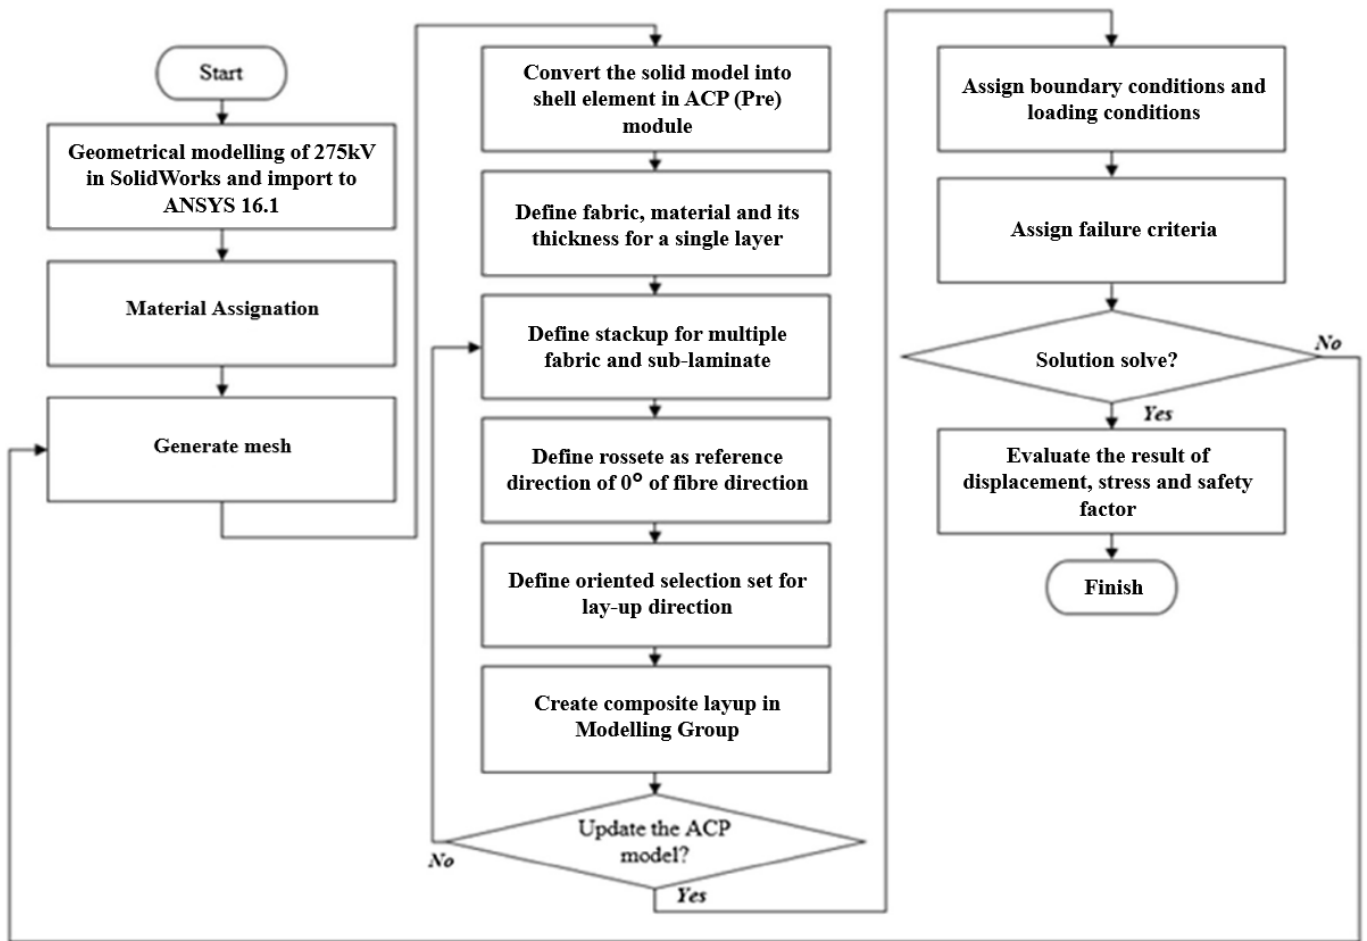 Start
Geometrical modelling of 275kV
in SolidWorks and import to
ANSYS 16.1
Material Assignation
Generate mesh
Convert the solid model into
shell element in ACP (Pre)
module
Define fabric, material and its
thickness for a single layer
Define stackup for multiple
fabric and sub-laminate
Define rossete as reference
direction of 0° of fibre direction
Define oriented selection set for
lay-up direction
Create composite layup in
Modelling Group
Update the ACP
model?
No
Yes
Assign boundary conditions and
loading conditions
Assign failure criteria
Solution solve?
No
Yes
Evaluate the result of
displacement, stress and safety
factor
Finish